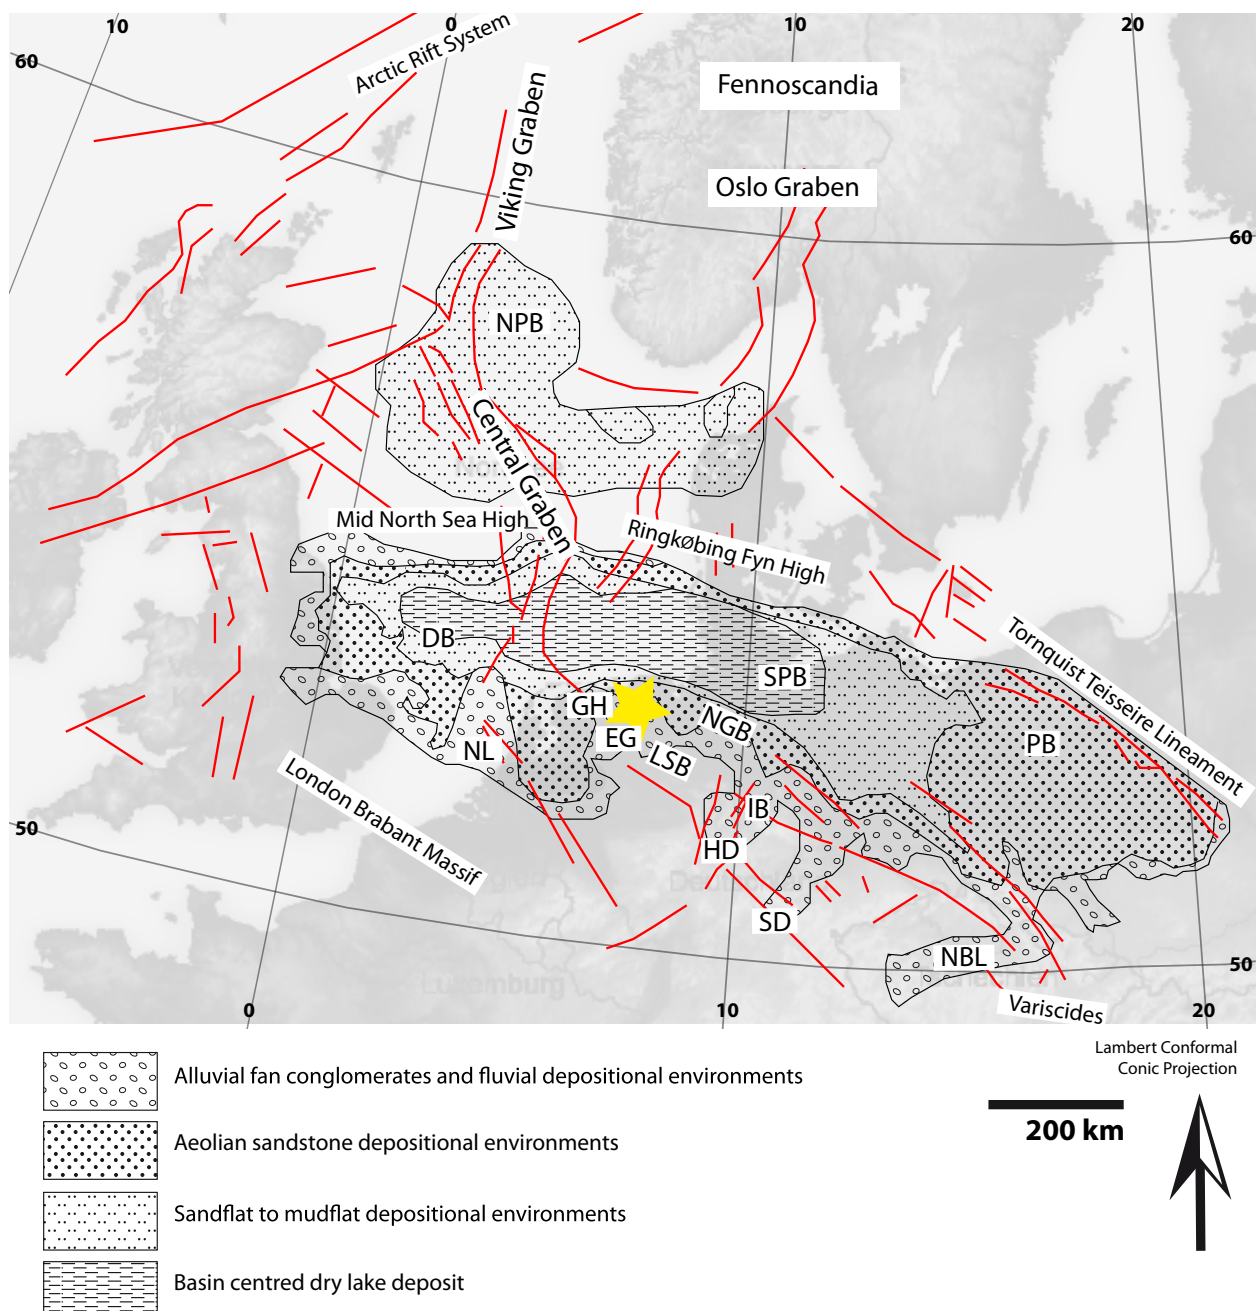 10
0
10
20
60
Arctic Rift System
Viking Graben
Fennoscandia
Oslo Graben
60
NPB
Central Graben
Mid North Sea High
Ringkøbing Fyn High
Tornquist Teisseire Lineament
DB
SPB
GH
EG
NGB
PB
NL
LSB
London Brabant Massif
IB
HD
50
SD
NBL
50
Luxemburg
Variscides
0
10
20
Alluvial fan conglomerates and fluvial depositional environments
Aeolian sandstone depositional environments
Sandflat to mudflat depositional environments
Basin centred dry lake deposit
Lambert Conformal
Conic Projection
200 km